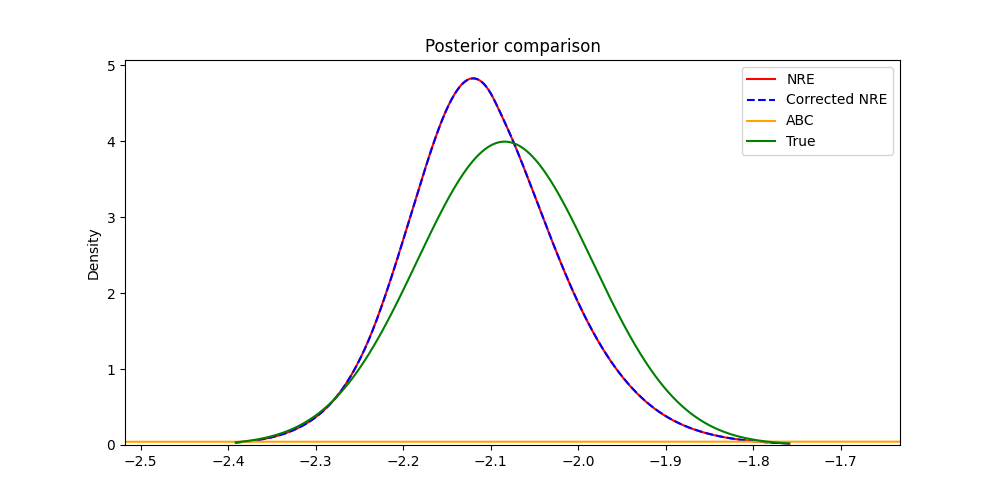 Posterior comparison
Density
5
4
3
2
1
0
−2.5
−2.4
−2.3
−2.2
−2.1
−2.0
−1.9
−1.8
−1.7
NRE
Corrected NRE
ABC
True